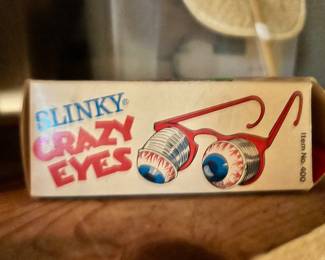 SLINKY®
CRAZY
EYES
Item No. 400